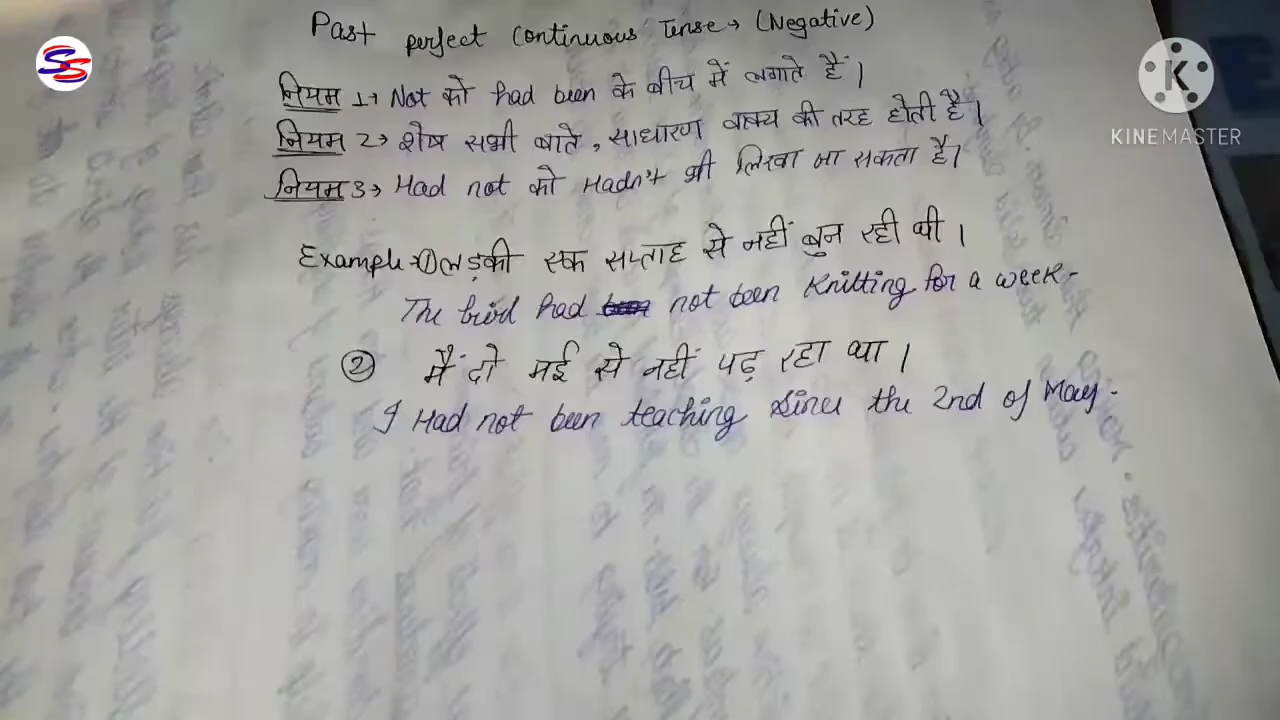 Past perfect Continuous Tense → (Negative)
नियम 1→ Not को had been के बीच में लगाते हैं।
नियम 2→ शेष सभी बाते, साधारण वाक्य की तरह होती है।
नियम 3→ Had not को Hadn't भी लिखा जा सकता है।
Example →① लड़की एक सप्ताह से नहीं बुन रही थी।
The bird had not been Knitting for a week.
② मैं दो मई से नहीं पढ़ रहा था।
I Had not been teaching since the 2nd of May.
SS
K
KINEMASTER